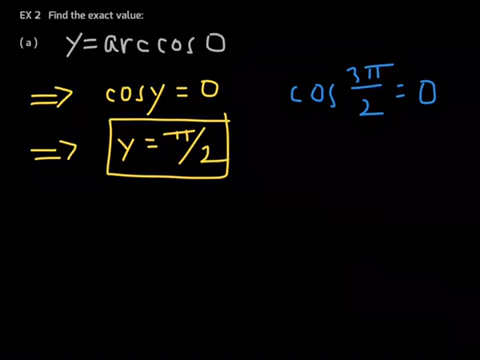 EX 2 Find the exact value:
(a) y = arccos 0
⇒ cos y = 0
cos 3π/2 = 0
⇒ y = π/2